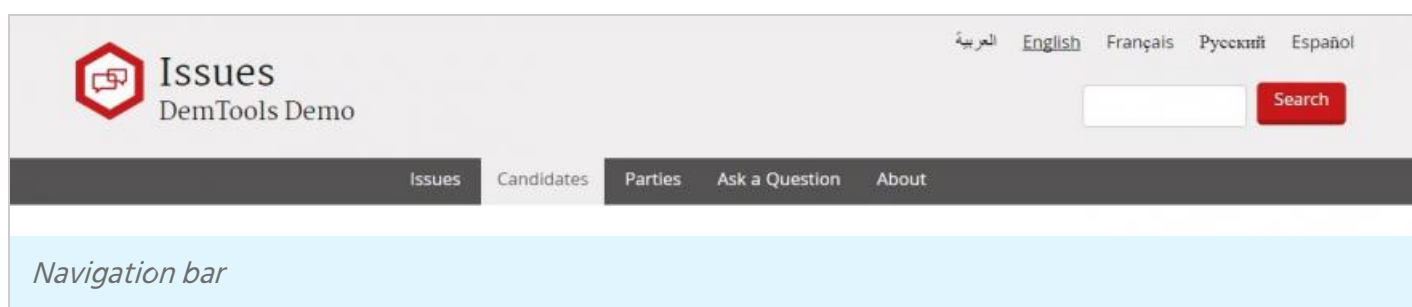 العربية English Français Русский Español
Issues
DemTools Demo
Search
Issues Candidates Parties Ask a Question About
Navigation bar